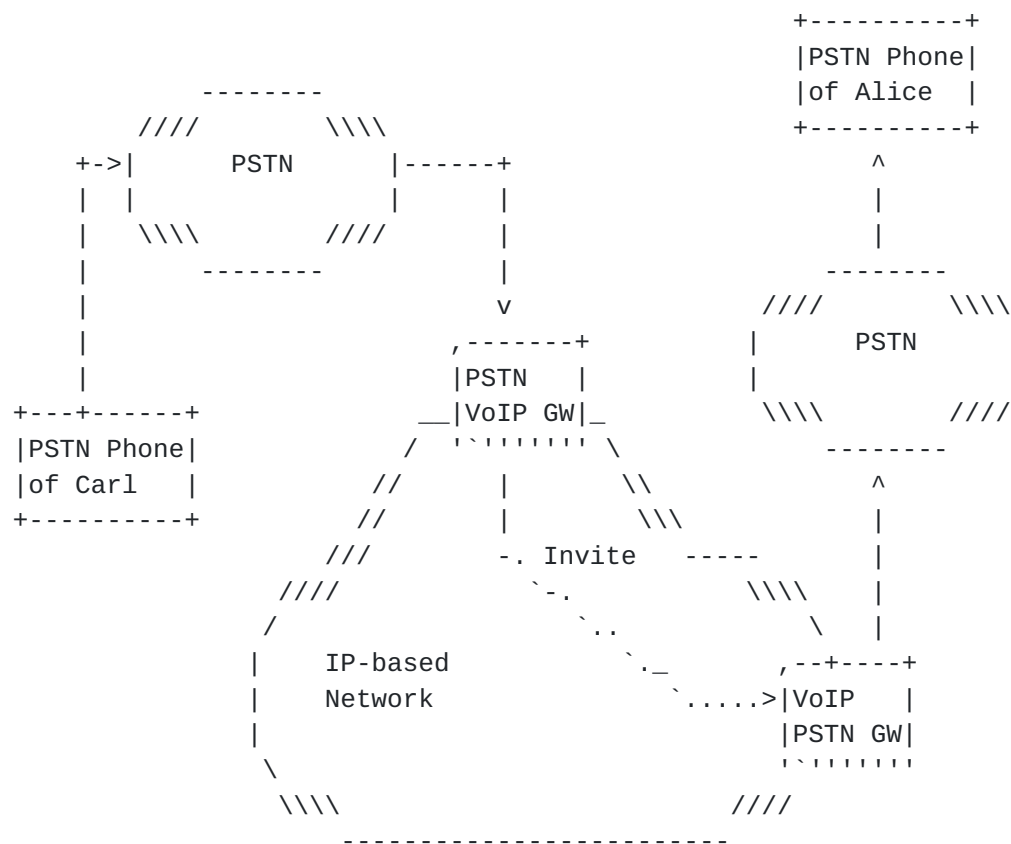 PSTN Phone
of Alice
PSTN
PSTN
PSTN
VoIP GW
PSTN Phone
of Carl
Invite
IP-based
Network
VoIP
PSTN GW